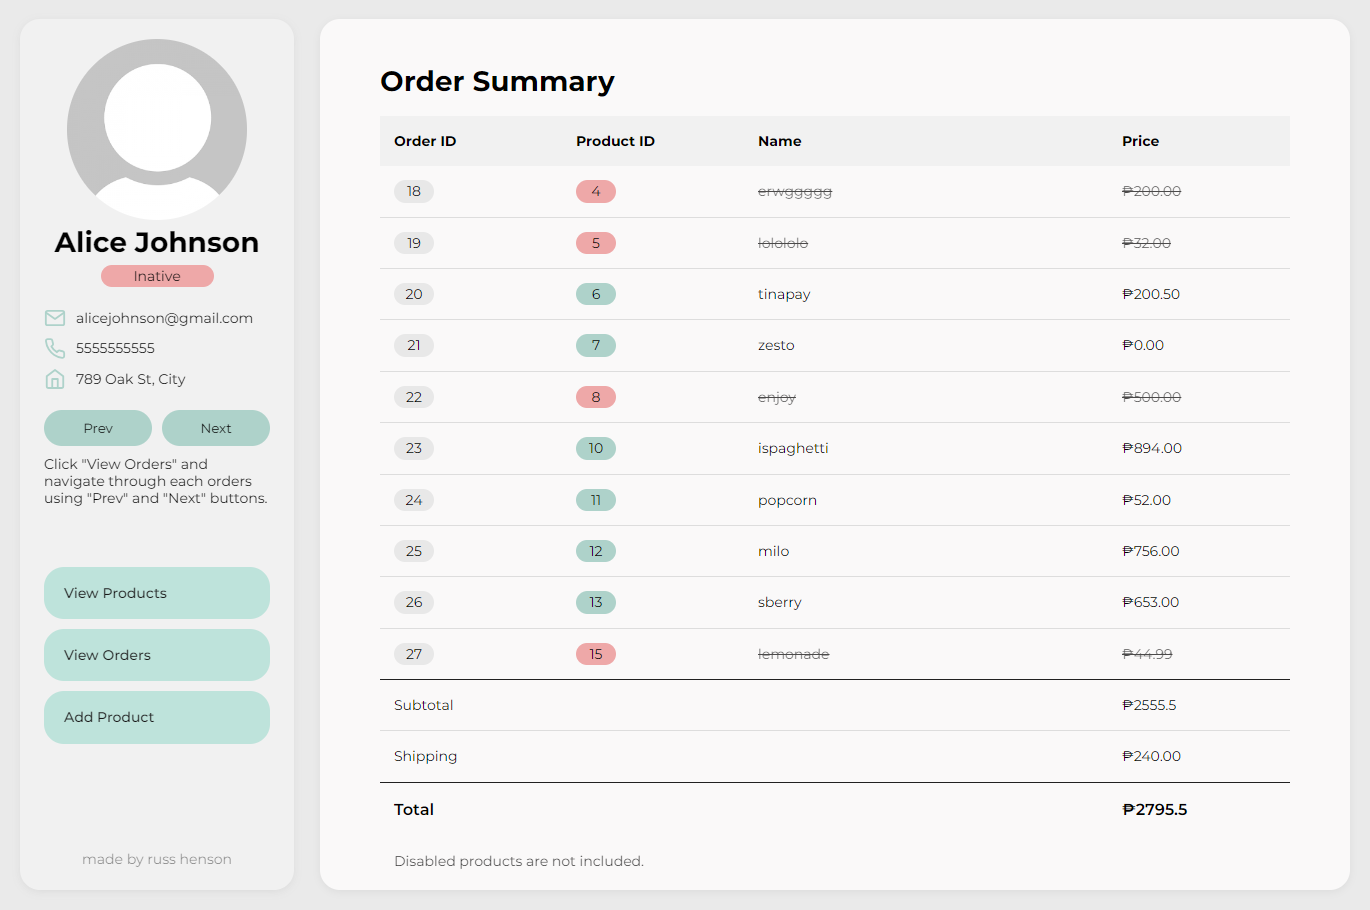 Alice Johnson
Inative
alicejohnson@gmail.com
5555555555
789 Oak St, City
Prev Next
Click "View Orders" and
navigate through each orders
using "Prev" and "Next" buttons.
View Products
View Orders
Add Product
made by russ henson
Order Summary
Order ID Product ID Name Price
18 4 erwggggg ₱200.00
19 5 lolololo ₱32.00
20 6 tinapay ₱200.50
21 7 zesto ₱0.00
22 8 enjoy ₱500.00
23 10 ispaghetti ₱894.00
24 11 popcorn ₱52.00
25 12 milo ₱756.00
26 13 sberry ₱653.00
27 15 lemonade ₱44.99
Subtotal ₱2555.5
Shipping ₱240.00
Total ₱2795.5
Disabled products are not included.